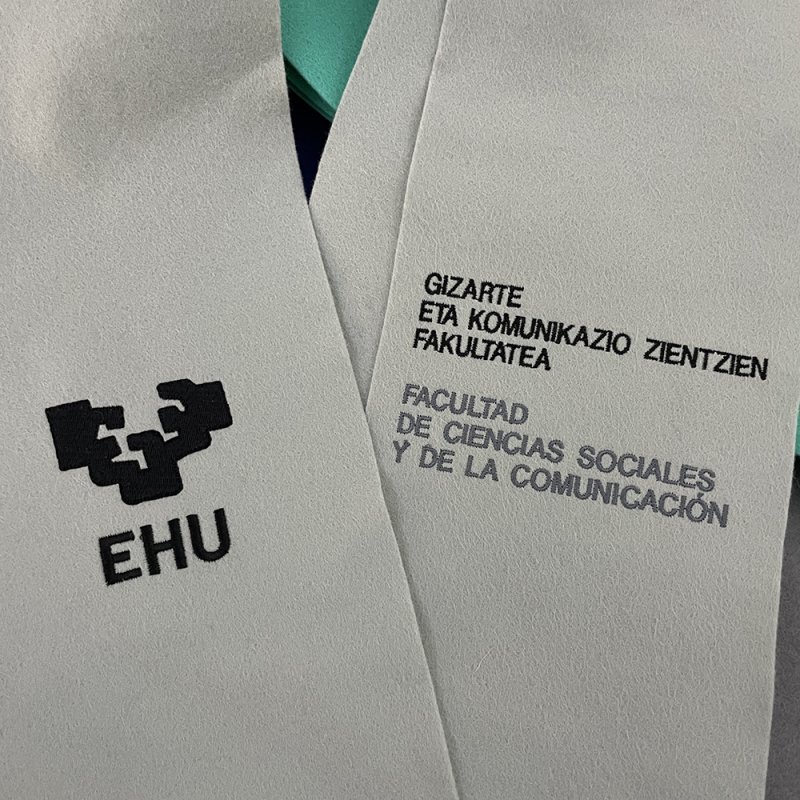 EHU
GIZARTE
ETA KOMUNIKAZIO ZIENTZIEN
FAKULTATEA
FACULTAD
DE CIENCIAS SOCIALES
Y DE LA COMUNICACIÓN